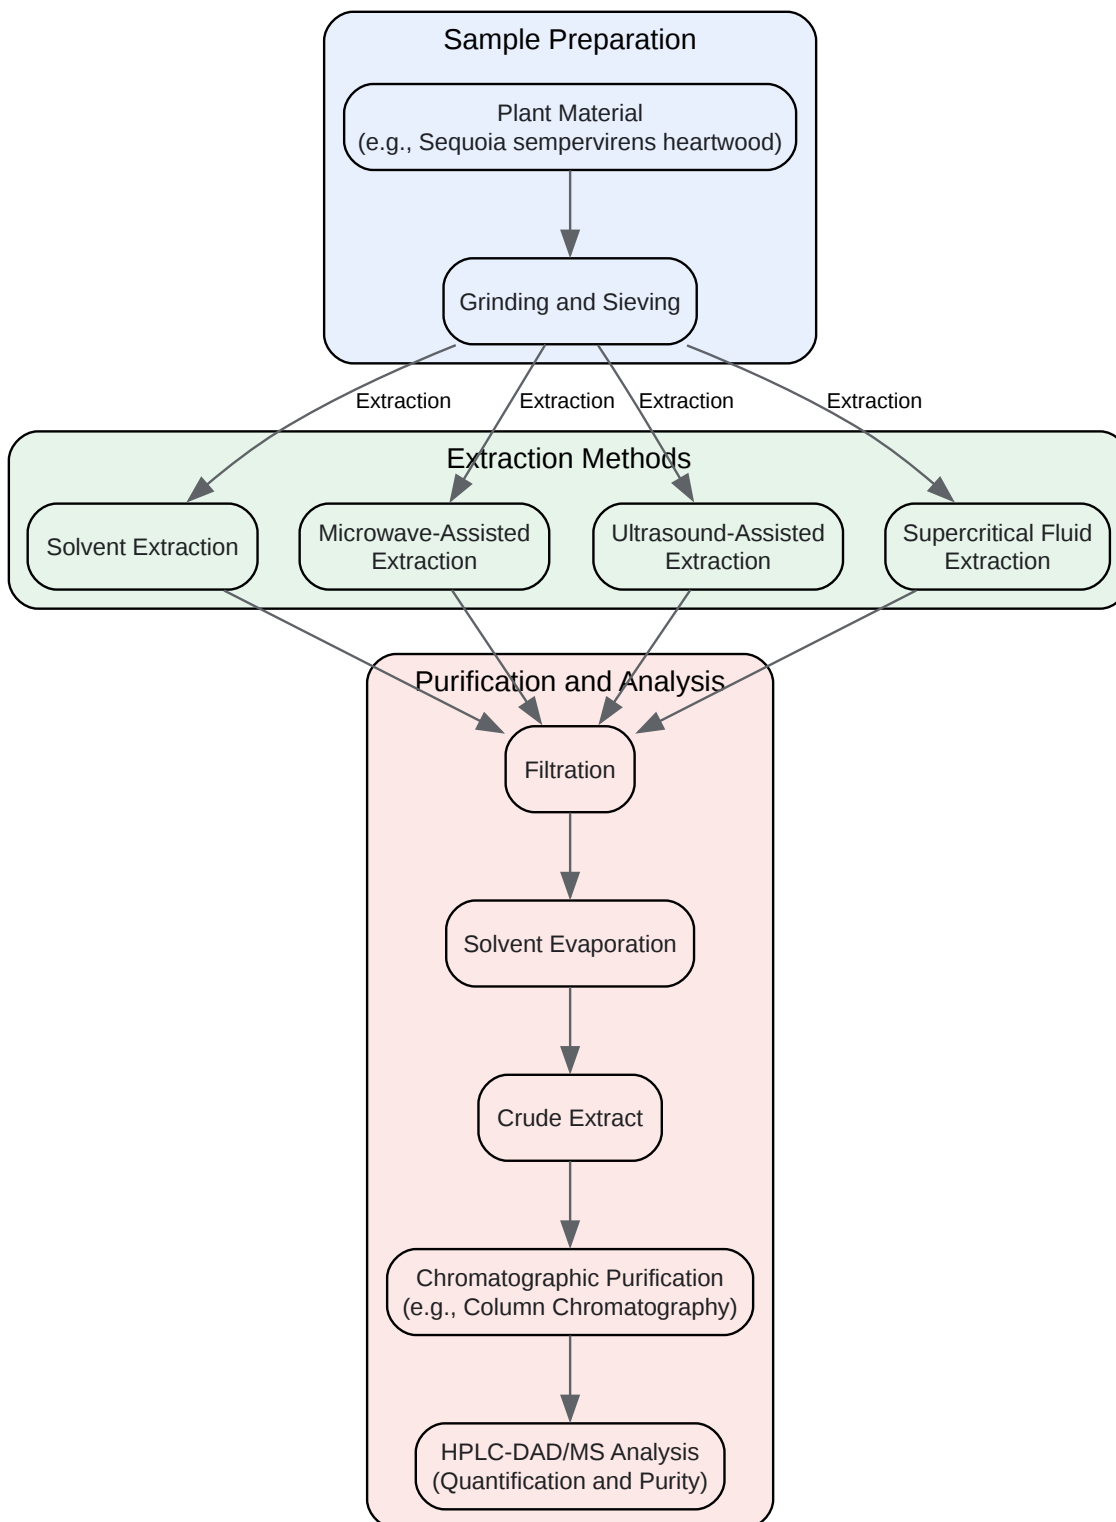 Sample Preparation
Plant Material
(e.g., Sequoia sempervirens heartwood)
Grinding and Sieving
Extraction
Extraction
Extraction
Extraction
Extraction Methods
Solvent Extraction
Microwave-Assisted
Extraction
Ultrasound-Assisted
Extraction
Supercritical Fluid
Extraction
Purification and Analysis
Filtration
Solvent Evaporation
Crude Extract
Chromatographic Purification
(e.g., Column Chromatography)
HPLC-DAD/MS Analysis
(Quantification and Purity)